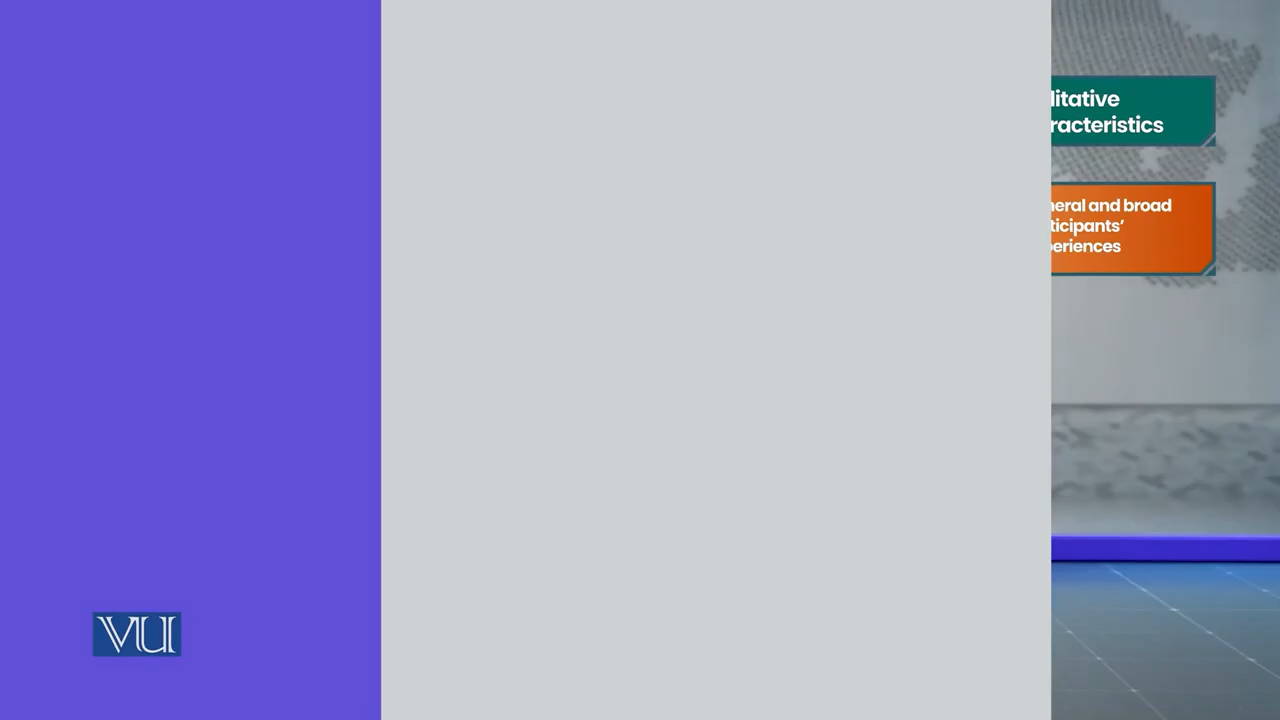 litative
racteristics
neral and broad
ticipants’
periences
VU